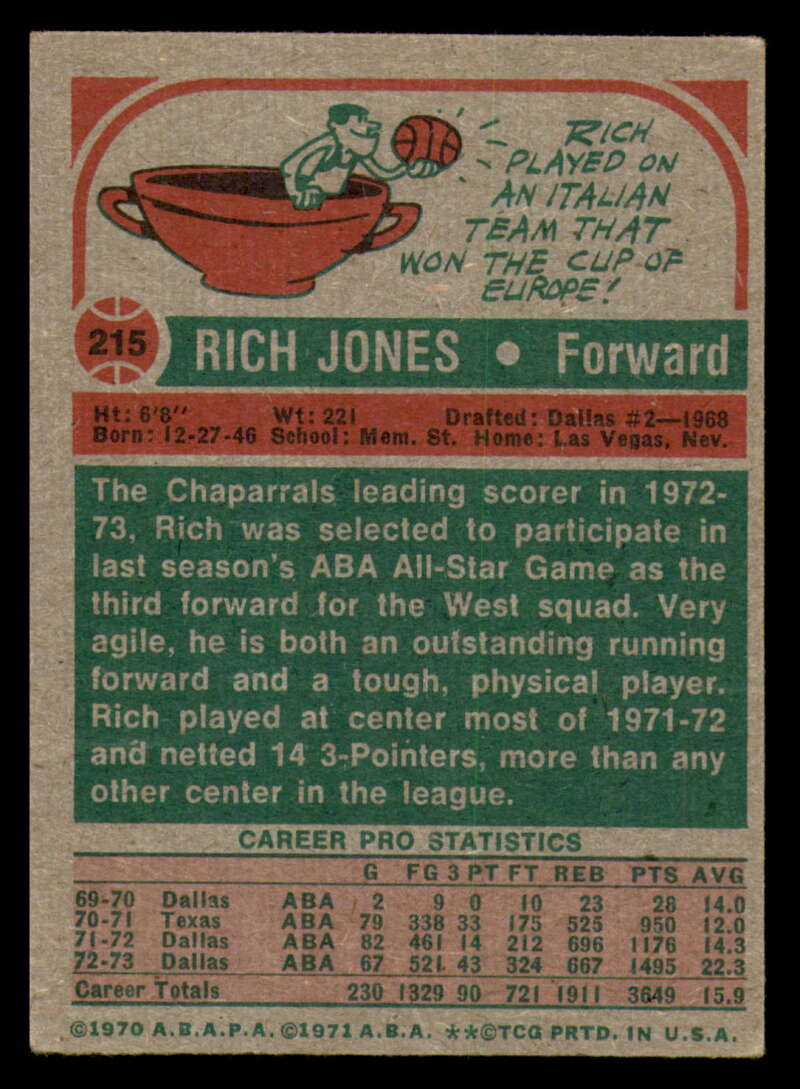 RICH
PLAYED ON
AN ITALIAN
TEAM THAT
WON THE CUP OF
EUROPE!
215 RICH JONES • Forward
Ht: 6'8" Wt: 221 Drafted: Dallas #2—1968
Born: 12-27-46 School: Mem. St. Home: Las Vegas, Nev.
The Chaparrals leading scorer in 1972-
73, Rich was selected to participate in
last season's ABA All-Star Game as the
third forward for the West squad. Very
agile, he is both an outstanding running
forward and a tough, physical player.
Rich played at center most of 1971-72
and netted 14 3-Pointers, more than any
other center in the league.
CAREER PRO STATISTICS
G FG 3 PT FT REB PTS AVG
69-70 Dallas ABA 2 9 0 10 23 28 14.0
70-71 Texas ABA 79 338 33 175 525 950 12.0
71-72 Dallas ABA 82 461 14 212 696 1176 14.3
72-73 Dallas ABA 67 521 43 324 667 1495 22.3
Career Totals 230 1329 90 721 1911 3649 15.9
©1970 A.B.A.P.A. ©1971 A.B.A. **©TCG PRTD. IN U.S.A.